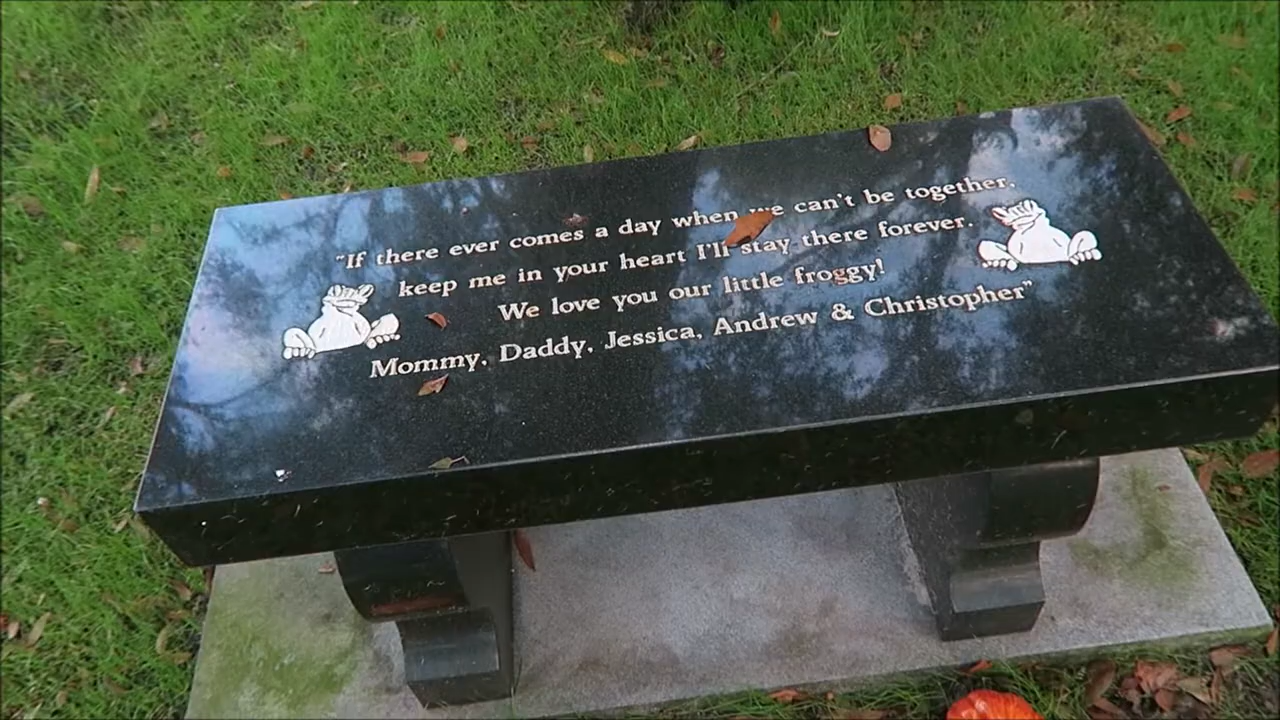 "If there ever comes a day when we can't be together,
keep me in your heart I'll stay there forever.
We love you our little froggy!
Mommy, Daddy, Jessica, Andrew & Christopher"